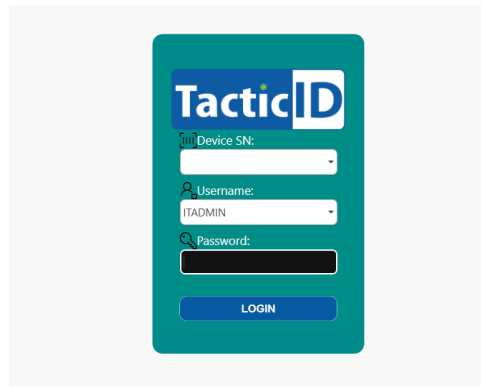 TacticID
Device SN:
Username:
ITADMIN
Password:
LOGIN